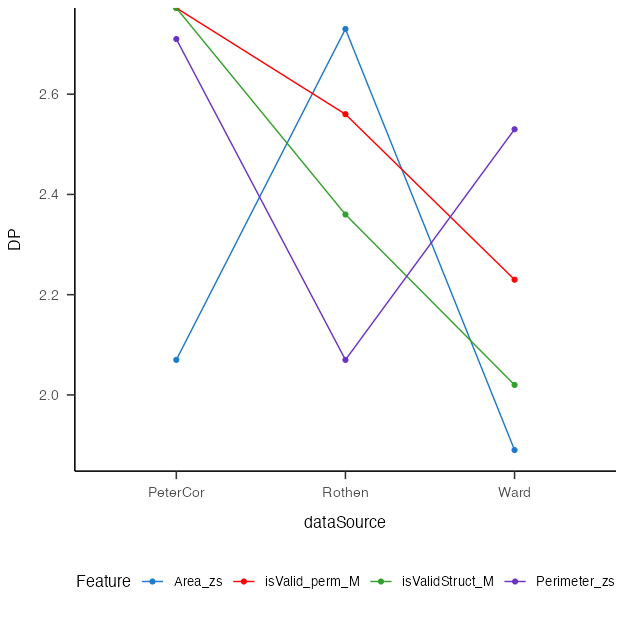 DP
2.6
2.4
2.2
2.0
PeterCor Rothen Ward
dataSource
Feature Area_zs isValid_perm_M isValidStruct_M Perimeter_zs